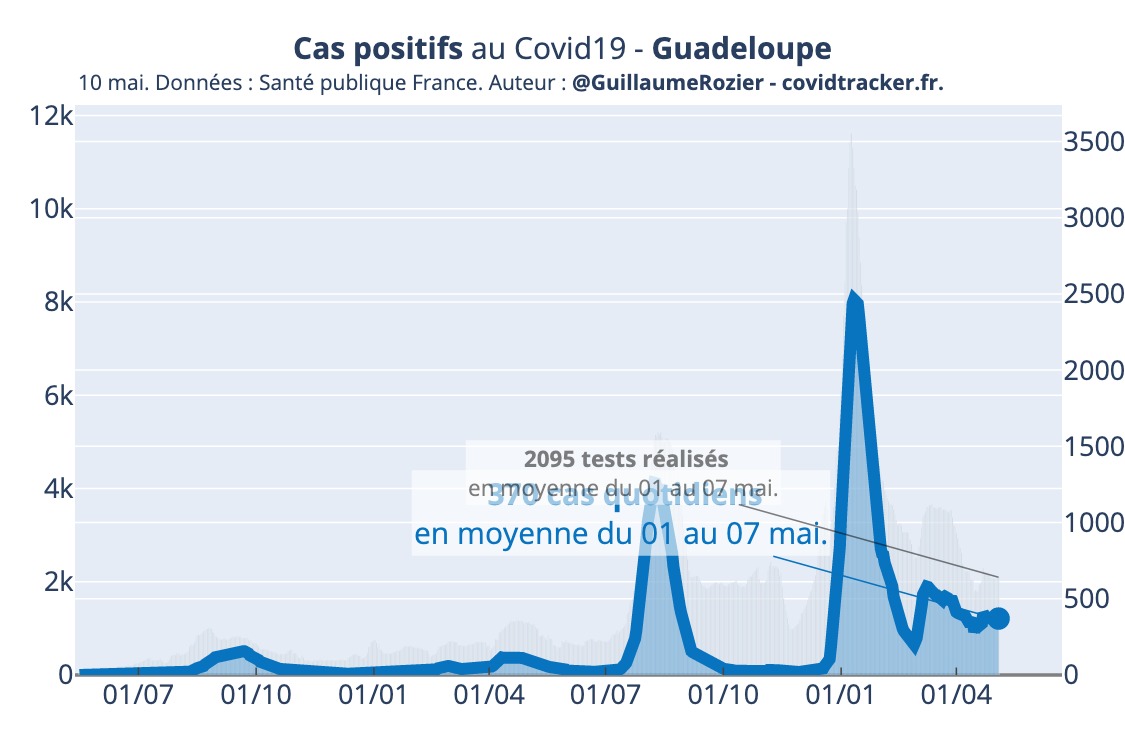 Cas positifs au Covid19 - Guadeloupe
10 mai. Données : Santé publique France. Auteur : @GuillaumeRozier - covidtracker.fr.
12k
10k
8k
6k
4k
2k
0
3500
3000
2500
2000
1500
1000
500
0
2095 tests réalisés
en moyenne du 01 au 07 mai.
370 cas quotidiens
en moyenne du 01 au 07 mai.
01/07
01/10
01/01
01/04
01/07
01/10
01/01
01/04